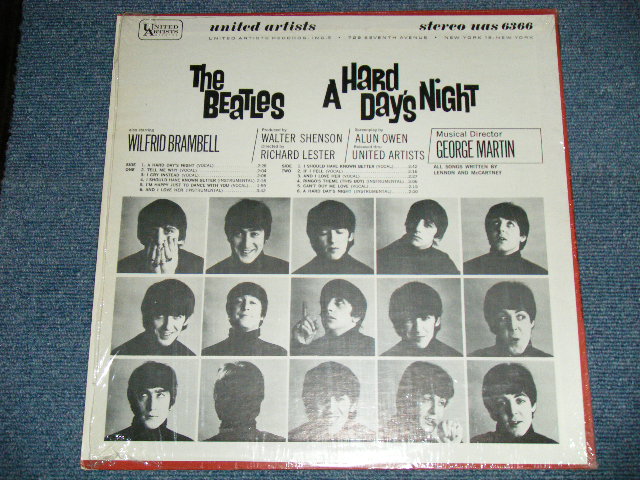 UNITED ARTISTS
united artists
stereo uas 6366
UNITED ARTISTS RECORDS, INC. • 729 SEVENTH AVENUE • NEW YORK 19, NEW YORK
The BEATLES
A HARD DAY'S NIGHT
Also starring
WILFRID BRAMBELL
Produced by
WALTER SHENSON
Directed by
RICHARD LESTER
Screenplay by
ALUN OWEN
Released thru
UNITED ARTISTS
Musical Director
GEORGE MARTIN
ALL SONGS WRITTEN BY
LENNON AND McCARTNEY
SIDE ONE
1. A HARD DAY'S NIGHT (VOCAL)
2. TELL ME WHY (VOCAL)
3. I CRY INSTEAD (VOCAL)
4. I SHOULD HAVE KNOWN BETTER (INSTRUMENTAL)
5. I'M HAPPY JUST TO DANCE WITH YOU (VOCAL)
6. AND I LOVE HER (INSTRUMENTAL)
SIDE TWO
1. I SHOULD HAVE KNOWN BETTER (VOCAL)
2. IF I FELL (VOCAL)
3. AND I LOVE HER (VOCAL)
4. RINGO'S THEME (THIS BOY) (INSTRUMENTAL)
5. CAN'T BUY ME LOVE (VOCAL)
6. A HARD DAY'S NIGHT (INSTRUMENTAL)